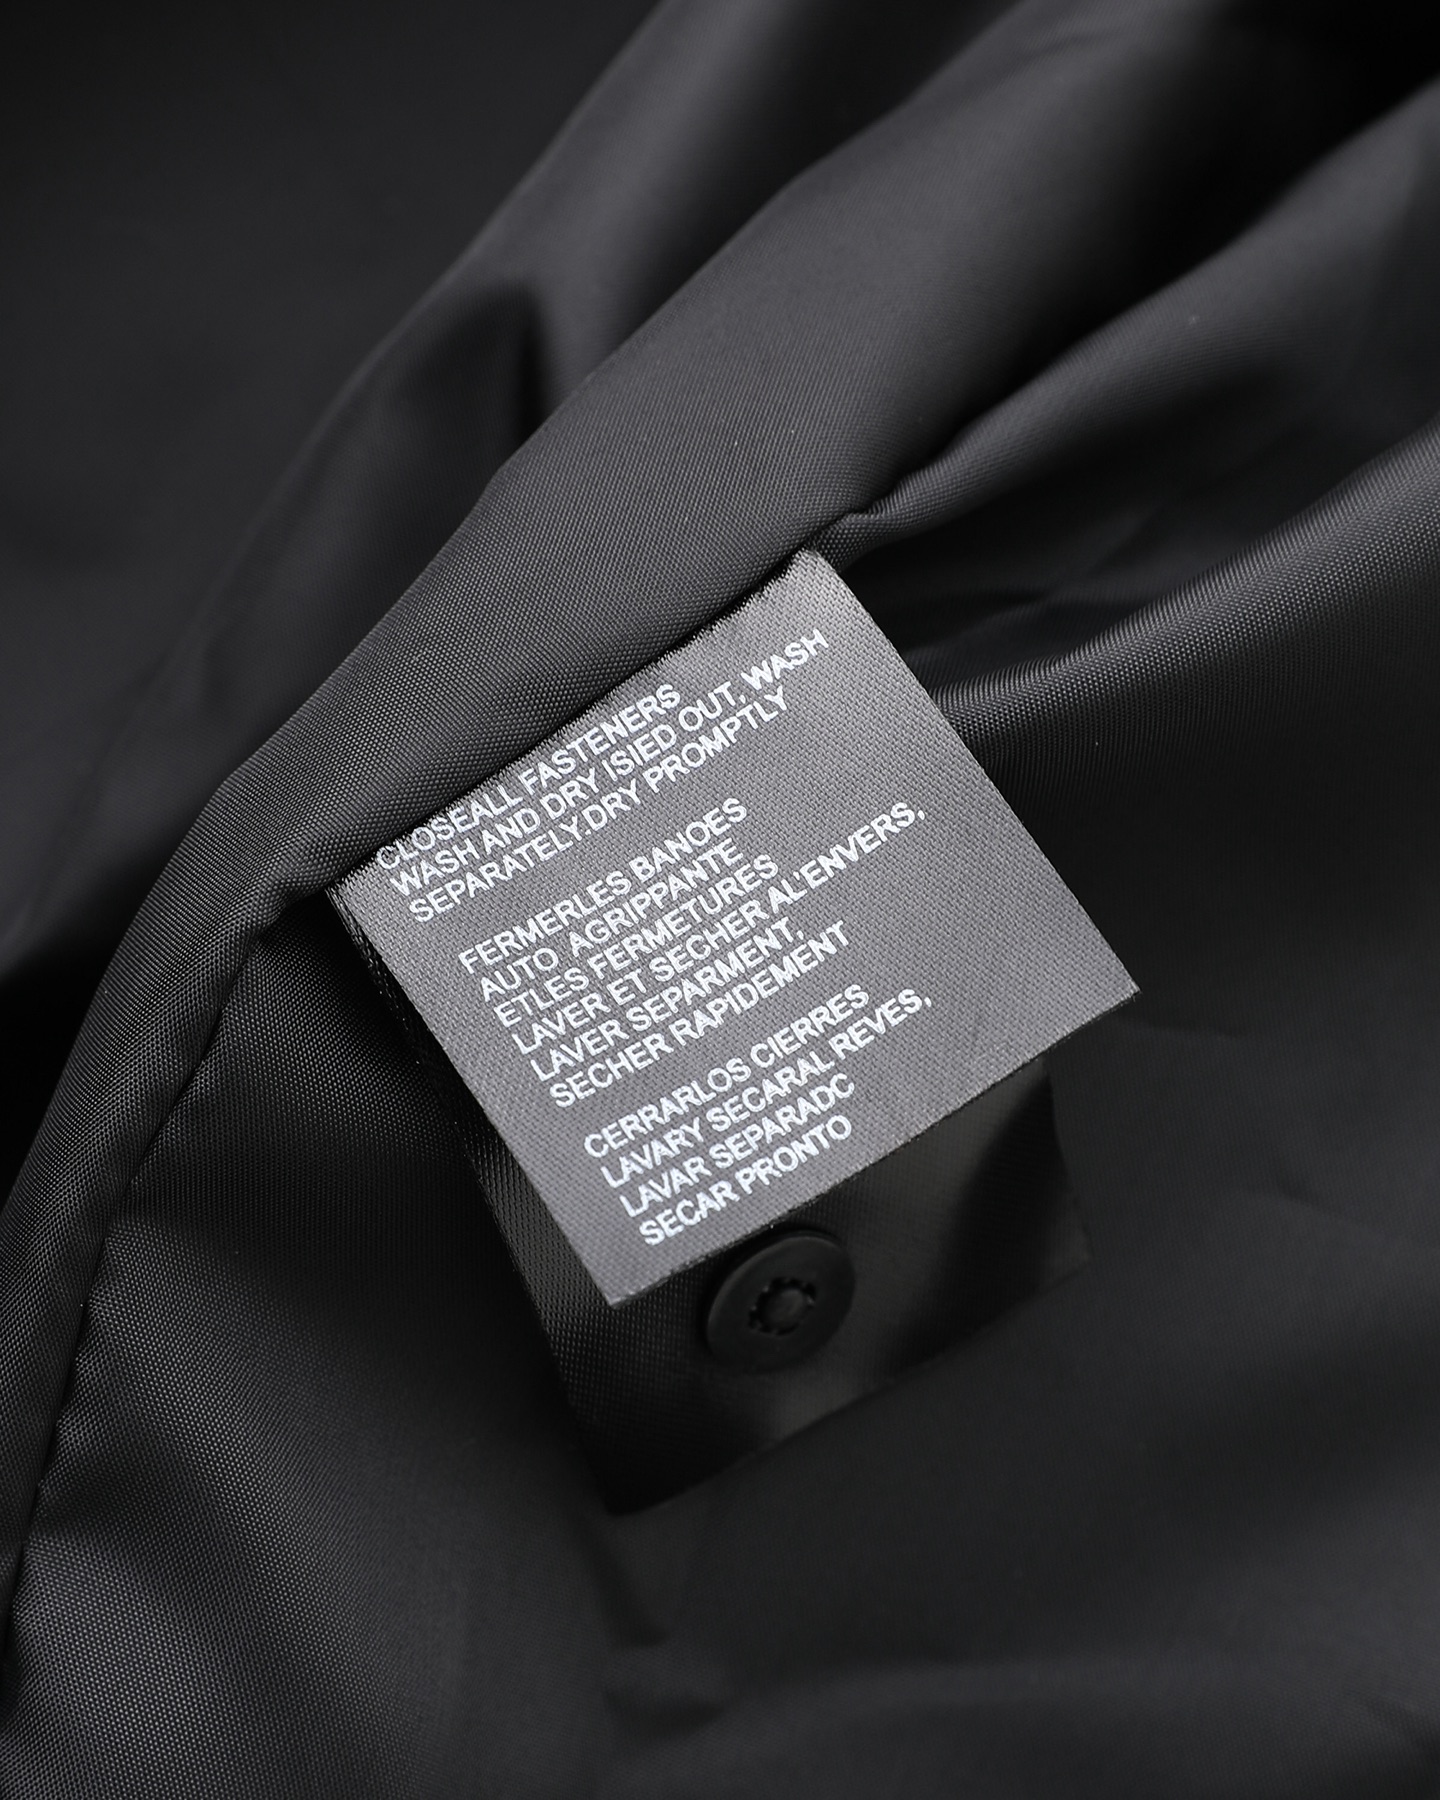 CLOSEALL FASTENERS
WASH AND DRY ISIED OUT, WASH
SEPARATELY.DRY PROMPTLY
FERMERLES BANOES
AUTO AGRIPPANTE
ETLES FERMETURES
LAVER ET SECHER AL'ENVERS,
LAVER SEPARMENT,
SECHER RAPIDEMENT
CERRARLOS CIERRES
LAVARY SECARAL REVES,
LAVAR SEPARADC
SECAR PRONTO